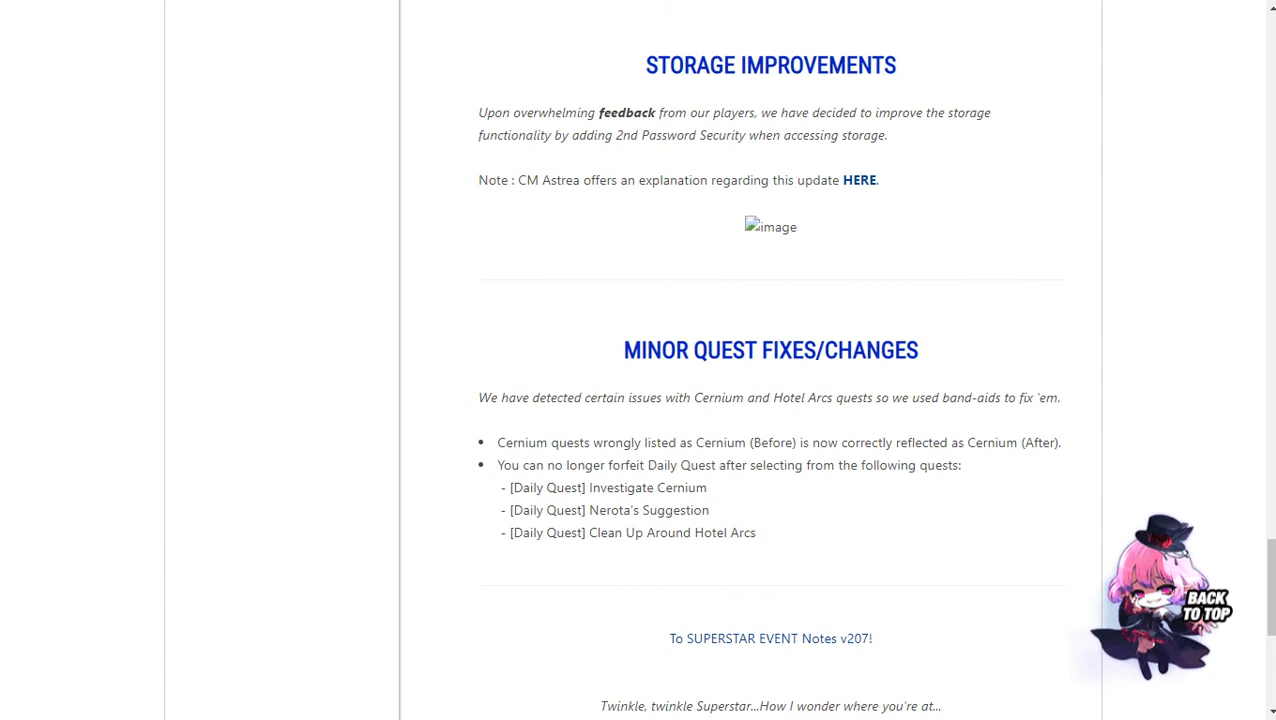 STORAGE IMPROVEMENTS
Upon overwhelming feedback from our players, we have decided to improve the storage
functionality by adding 2nd Password Security when accessing storage.
Note : CM Astrea offers an explanation regarding this update HERE.
image
MINOR QUEST FIXES/CHANGES
We have detected certain issues with Cernium and Hotel Arcs quests so we used band-aids to fix 'em.
• Cernium quests wrongly listed as Cernium (Before) is now correctly reflected as Cernium (After).
• You can no longer forfeit Daily Quest after selecting from the following quests:
- [Daily Quest] Investigate Cernium
- [Daily Quest] Nerota's Suggestion
- [Daily Quest] Clean Up Around Hotel Arcs
BACK
TO TOP
To SUPERSTAR EVENT Notes v207!
Twinkle, twinkle Superstar...How I wonder where you're at...